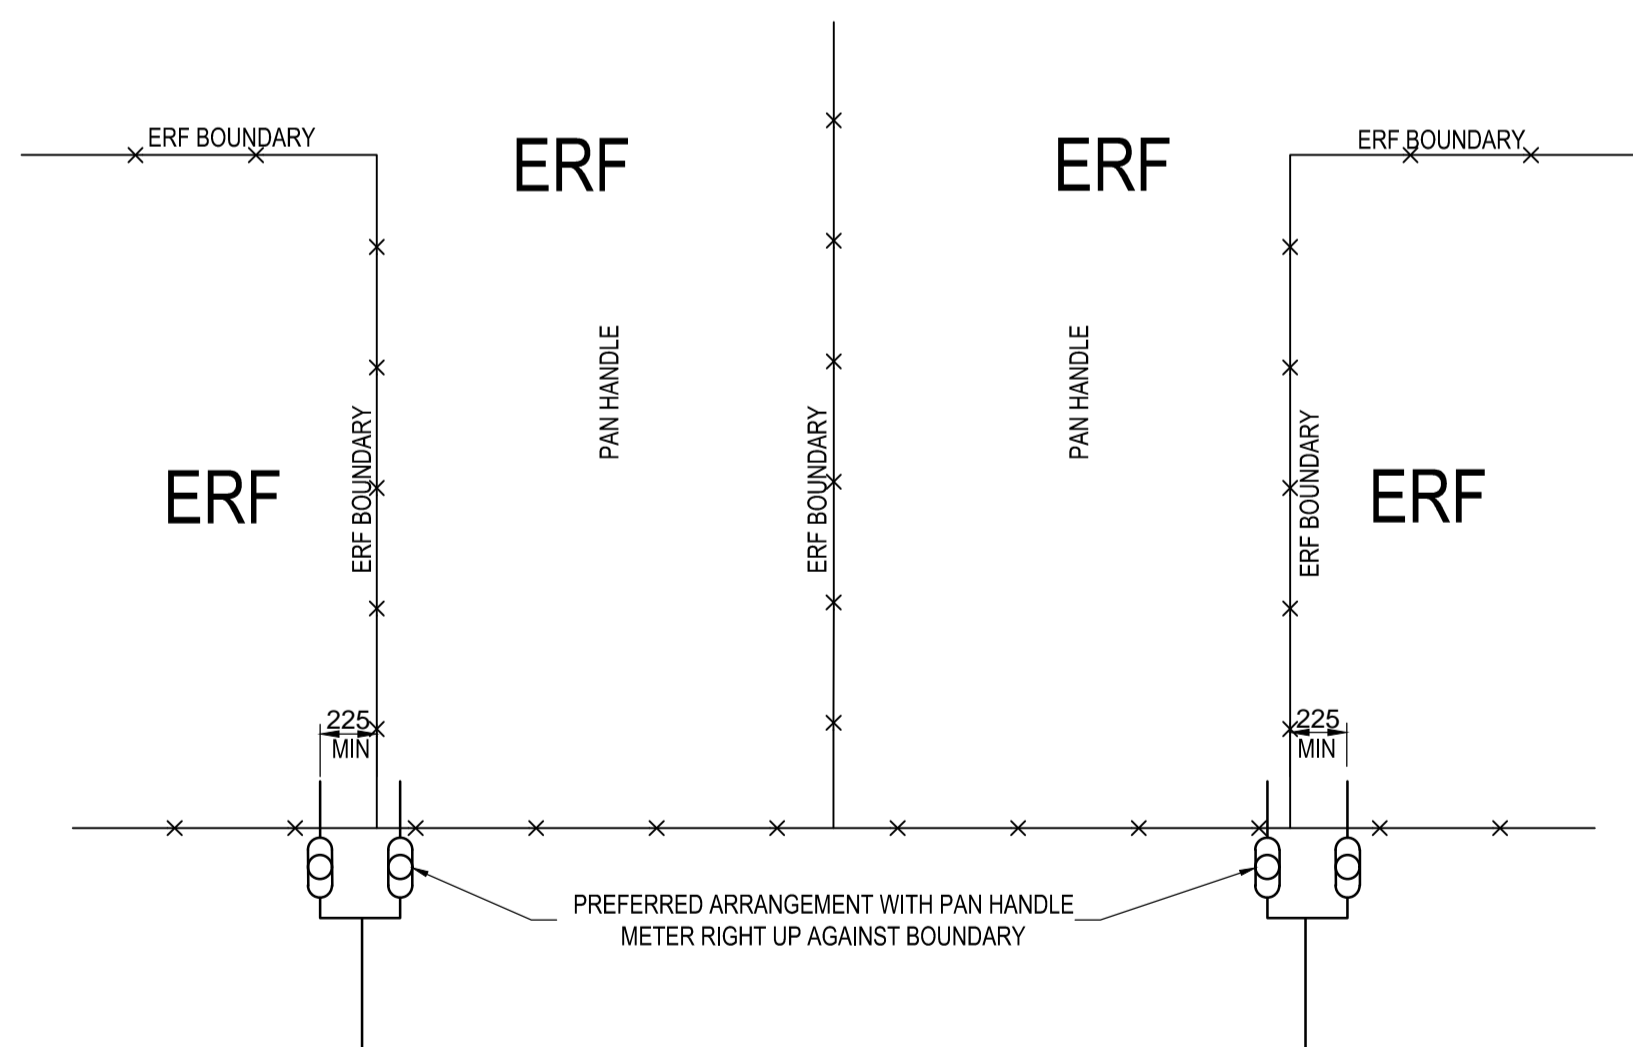 ERF BOUNDARY
ERF
ERF
ERF BOUNDARY
PAN HANDLE
PAN HANDLE
ERF BOUNDARY
ERF BOUNDARY
ERF BOUNDARY
ERF
ERF
225
MIN
225
MIN
PREFERRED ARRANGEMENT WITH PAN HANDLE
METER RIGHT UP AGAINST BOUNDARY